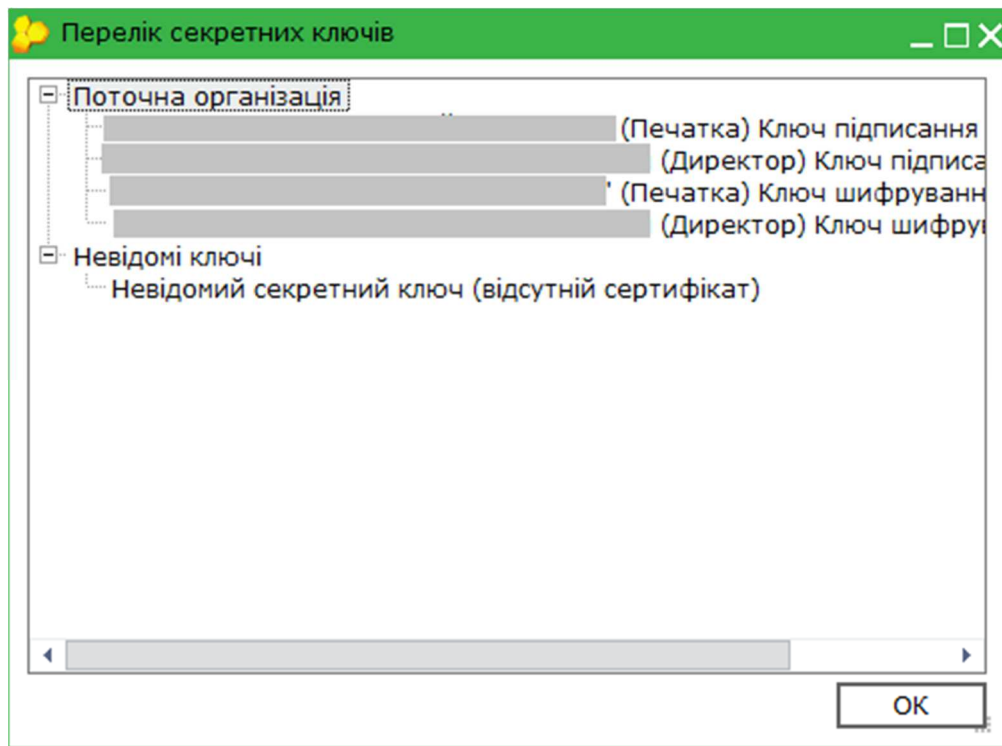 Перелік секретних ключів
Поточна організація
(Печатка) Ключ підписання
(Директор) Ключ підписа
' (Печатка) Ключ шифруванн
(Директор) Ключ шифру
Невідомі ключі
Невідомий секретний ключ (відсутній сертифікат)
OK